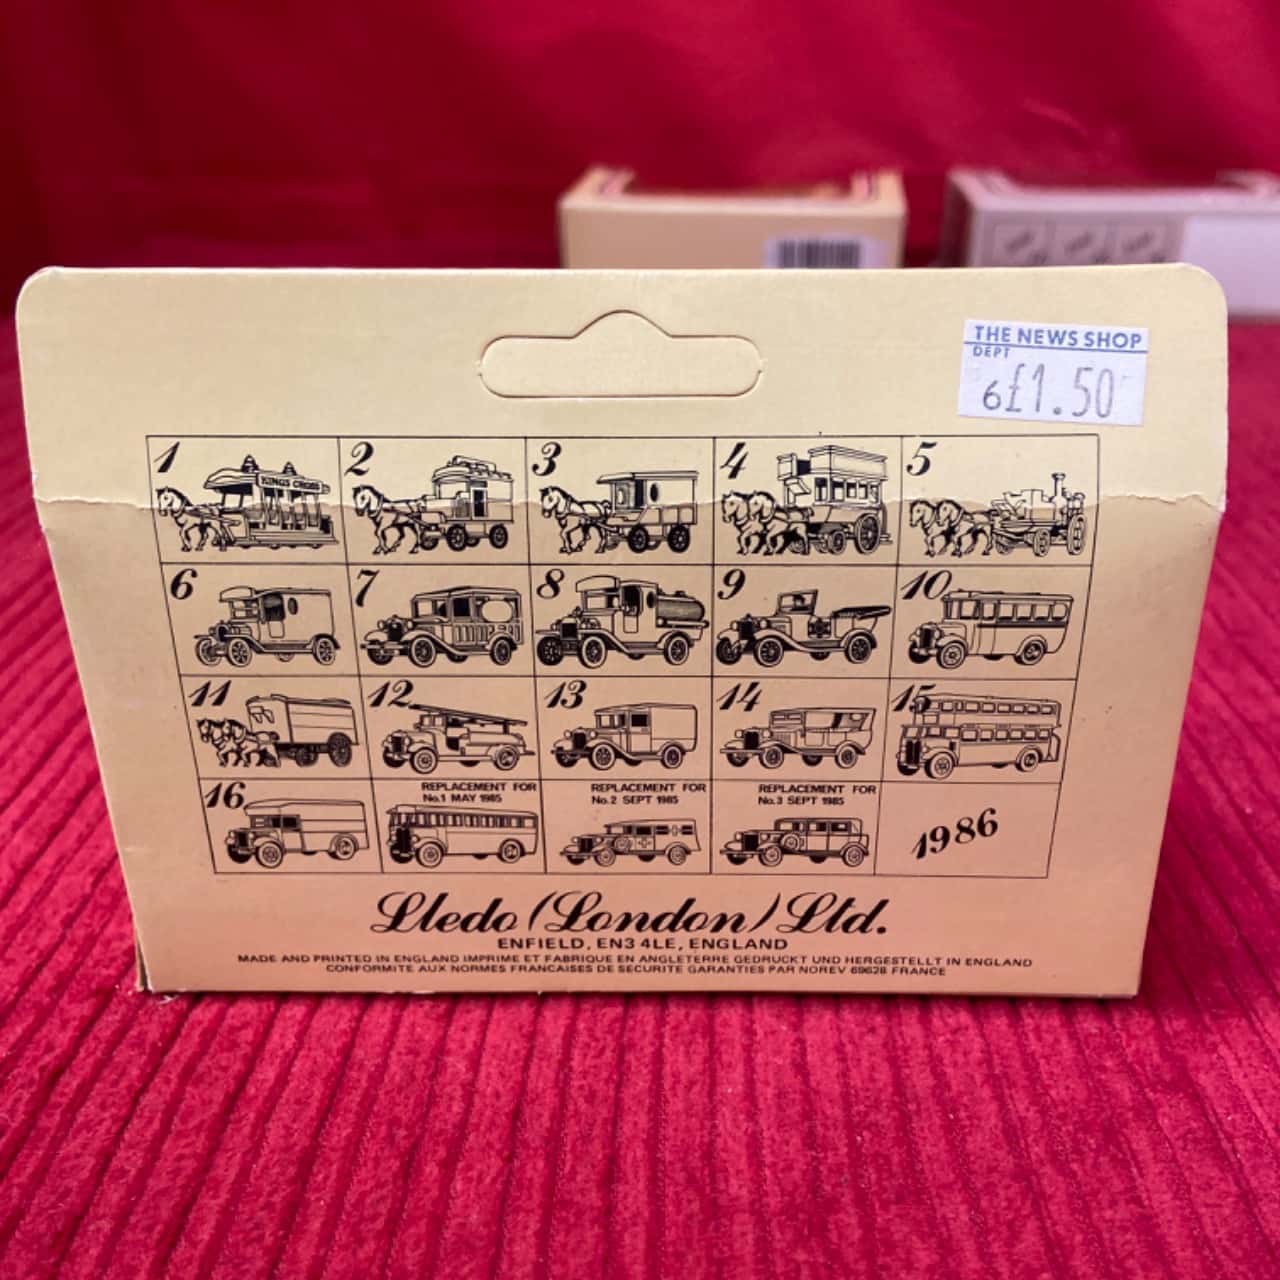 THE NEWS SHOP
DEPT
6 £1.50
1 2 3 4 5
KINGS CROSS
6 7 8 9 10
11 12 13 14 15
16
REPLACEMENT FOR
No.1 MAY 1985
REPLACEMENT FOR
No.2 SEPT 1985
REPLACEMENT FOR
No.3 SEPT 1985
1986
Lledo (London) Ltd.
ENFIELD, EN3 4LE, ENGLAND
MADE AND PRINTED IN ENGLAND IMPRIME ET FABRIQUE EN ANGLETERRE GEDRUCKT UND HERGESTELLT IN ENGLAND
CONFORMITE AUX NORMES FRANCAISES DE SECURITE GARANTIES PAR NOREV 69628 FRANCE